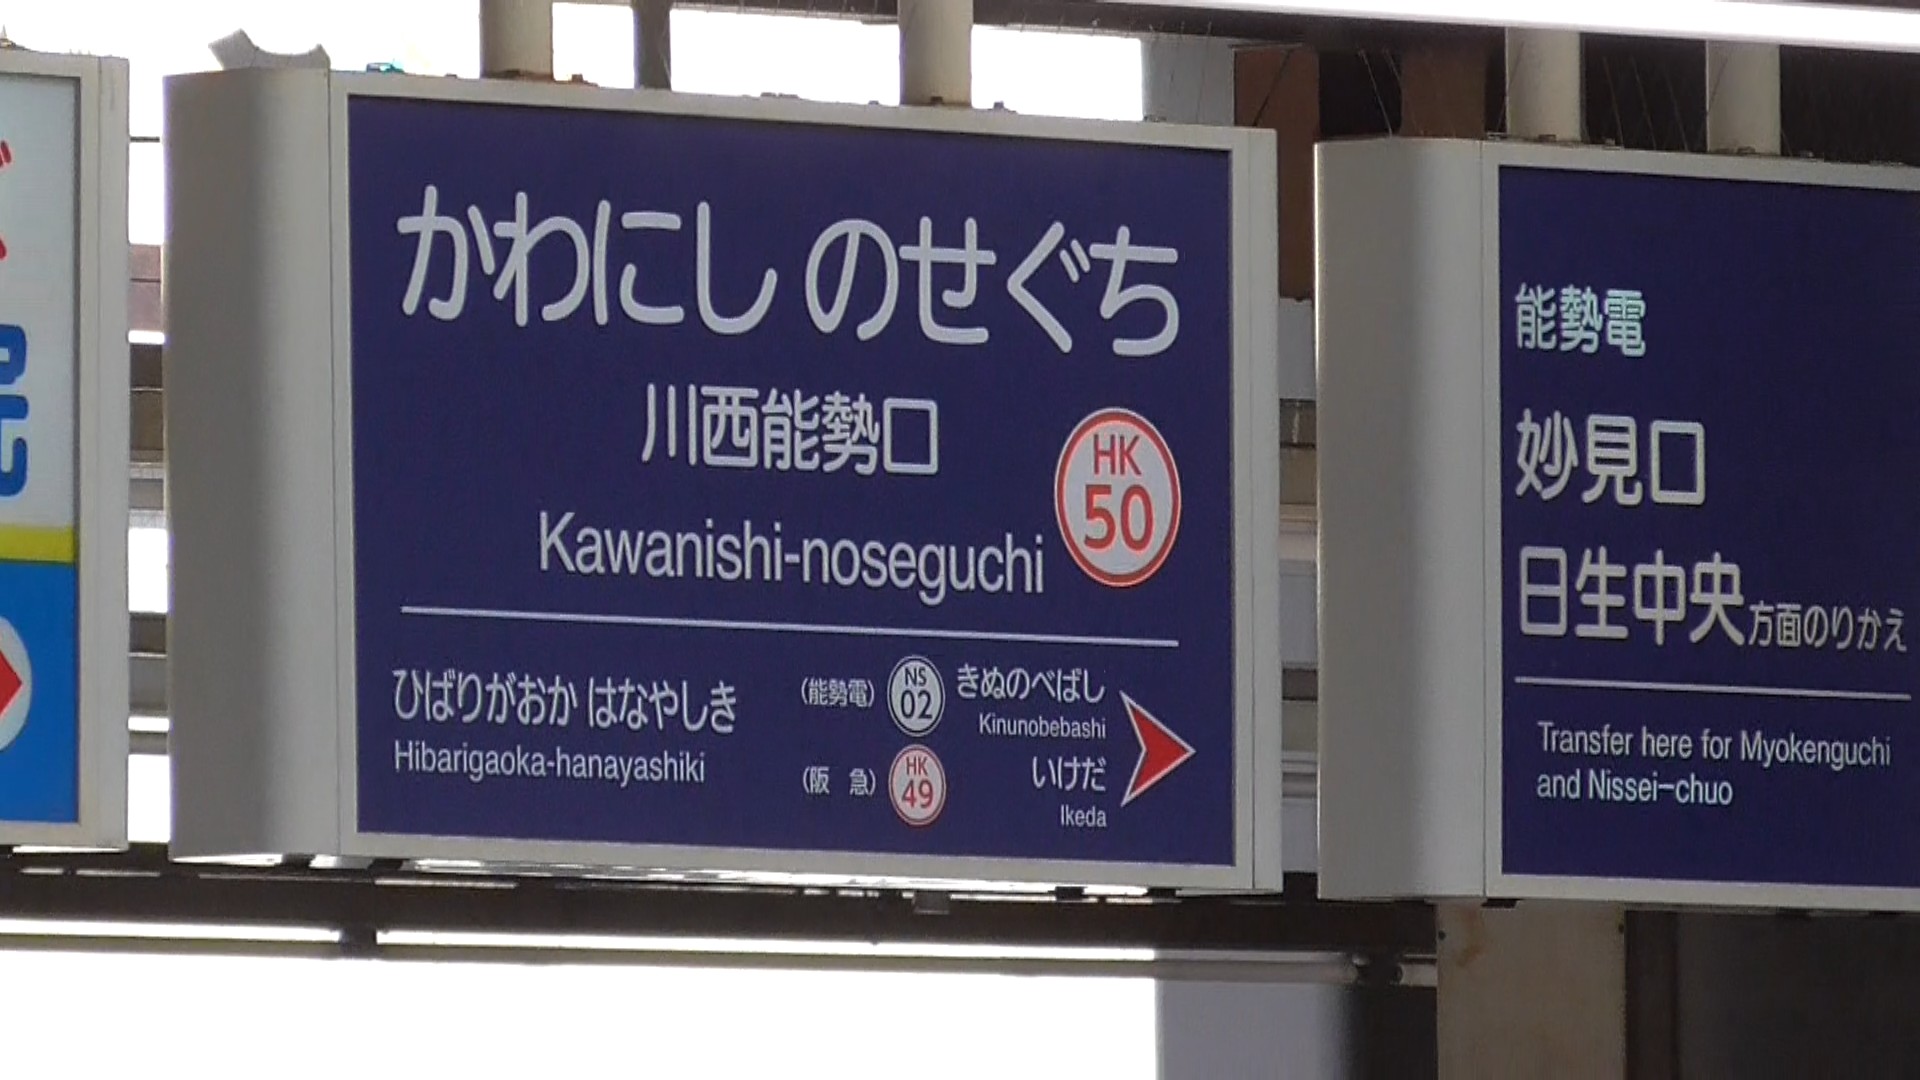 かわにし のせぐち
川西能勢口
HK
50
Kawanishi-noseguchi
ひばりがおか はなやしき
Hibarigaoka-hanayashiki
(能勢電) NS 02 きぬのべばし
Kinunobebashi
(阪 急) HK 49 いけだ
Ikeda
能勢電
妙見口
日生中央方面のりかえ
Transfer here for Myokenguchi
and Nissei-chuo